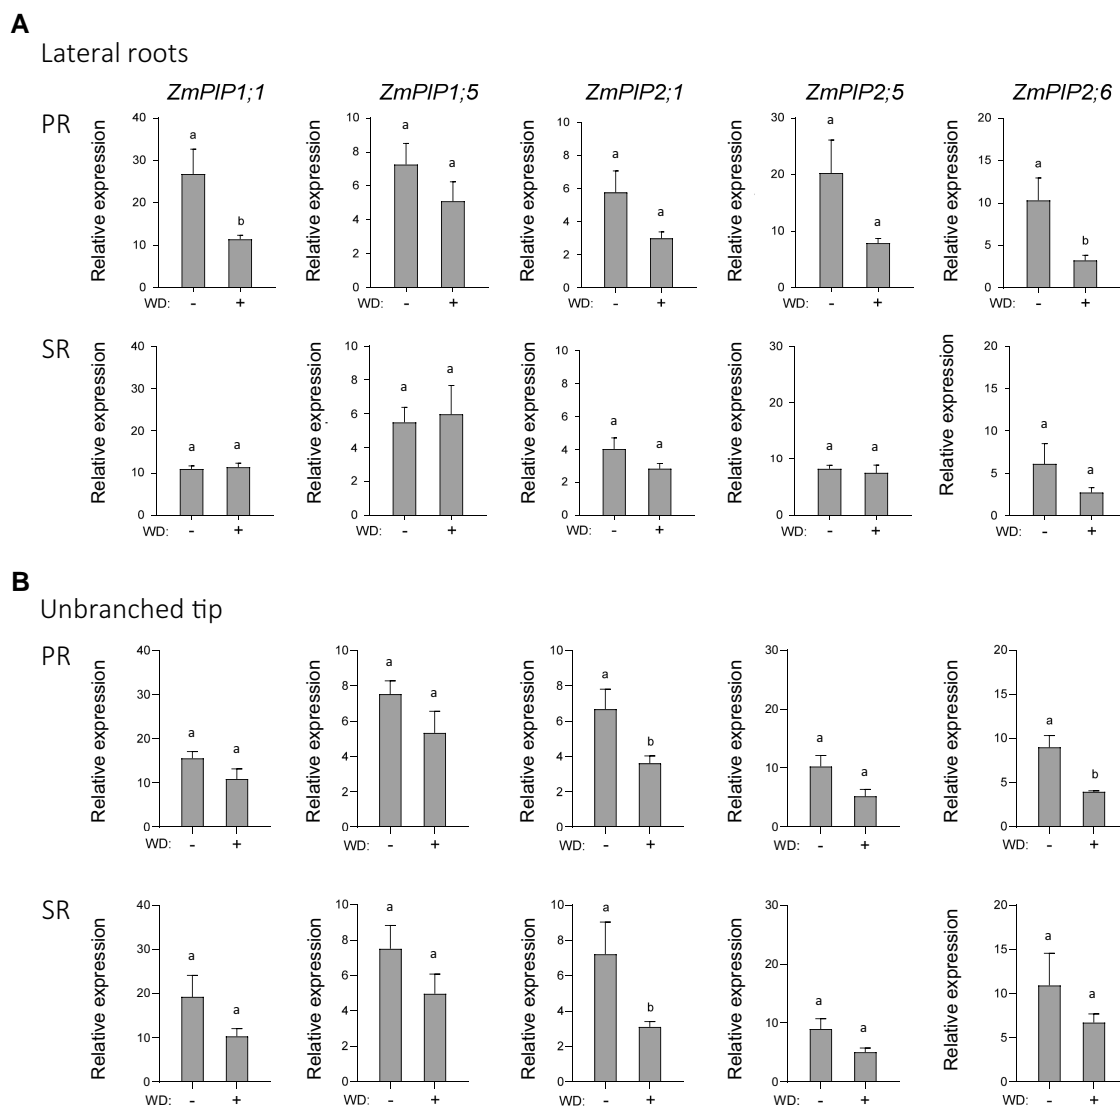 A
Lateral roots
ZmPIP1;1 ZmPIP1;5 ZmPIP2;1 ZmPIP2;5 ZmPIP2;6
PR
Relative expression
40
30
20
10
0
a
b
WD: - +
Relative expression
10
8
6
4
2
0
a
a
WD: - +
Relative expression
10
8
6
4
2
0
a
a
WD: - +
Relative expression
30
20
10
0
a
a
WD: - +
Relative expression
20
15
10
5
0
a
b
WD: - +
SR
Relative expression
40
30
20
10
0
a
a
WD: - +
Relative expression
10
8
6
4
2
0
a
a
WD: - +
Relative expression
10
8
6
4
2
0
a
a
WD: - +
Relative expression
30
20
10
0
a
a
WD: - +
Relative expression
20
15
10
5
0
a
a
WD: - +
B
Unbranched tip
PR
Relative expression
40
30
20
10
0
a
a
WD: - +
Relative expression
10
8
6
4
2
0
a
a
WD: - +
Relative expression
10
8
6
4
2
0
a
b
WD: - +
Relative expression
30
20
10
0
a
a
WD: - +
Relative expression
20
15
10
5
0
a
b
WD: - +
SR
Relative expression
40
30
20
10
0
a
a
WD: - +
Relative expression
10
8
6
4
2
0
a
a
WD: - +
Relative expression
10
8
6
4
2
0
a
b
WD: - +
Relative expression
30
20
10
0
a
a
WD: - +
Relative expression
20
15
10
5
0
a
a
WD: - +